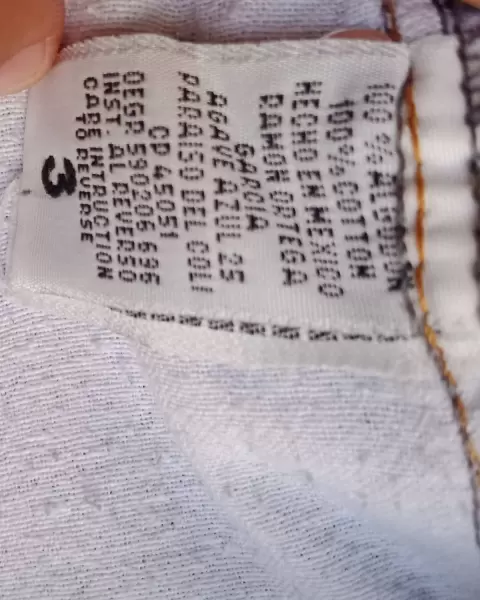 100 % ALGODON
100% COTTON
HECHO EN MEXICO
RAMON ORTEGA
GARCIA
AGAVE AZUL 25
PARAISO DEL COLI
CP 45051
OEGR 590206 696
INST. AL REVERSO
CARE INTRUCTION
TO REVERSE
3